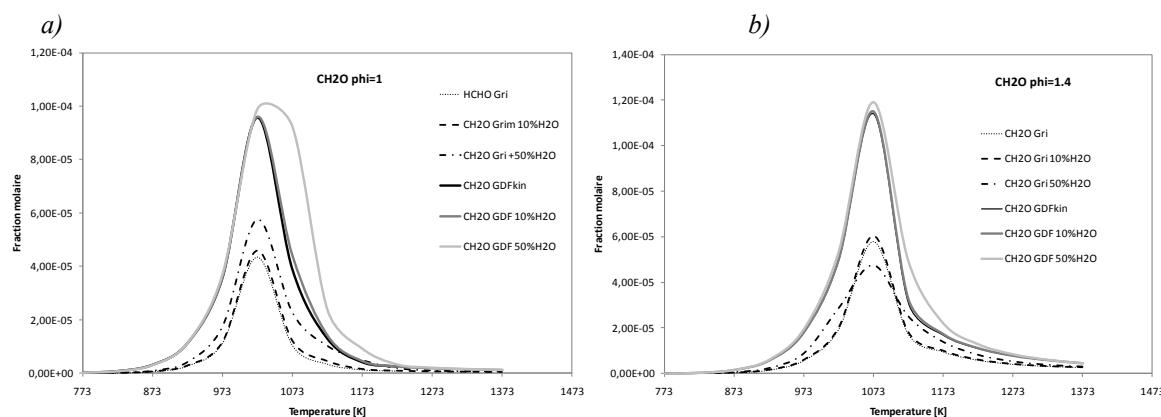 a)
1,20E-04
1,00E-04
8,00E-05
6,00E-05
4,00E-05
2,00E-05
0,00E+00
Fraction molaire
CH2O phi=1
HCHO Gri
CH2O Grim 10%H2O
CH2O Gri +50%H2O
CH2O GDFkin
CH2O GDF 10%H2O
CH2O GDF 50%H2O
773 873 973 1073 1173 1273 1373 1473
Temperature [K]
b)
1,40E-04
1,20E-04
1,00E-04
8,00E-05
6,00E-05
4,00E-05
2,00E-05
0,00E+00
Fraction molaire
CH2O phi=1.4
CH2O Gri
CH2O Gri 10%H2O
CH2O Gri 50%H2O
CH2O GDFkin
CH2O GDF 10%H2O
CH2O GDF 50%H2O
773 873 973 1073 1173 1273 1373 1473
Temperature [K]